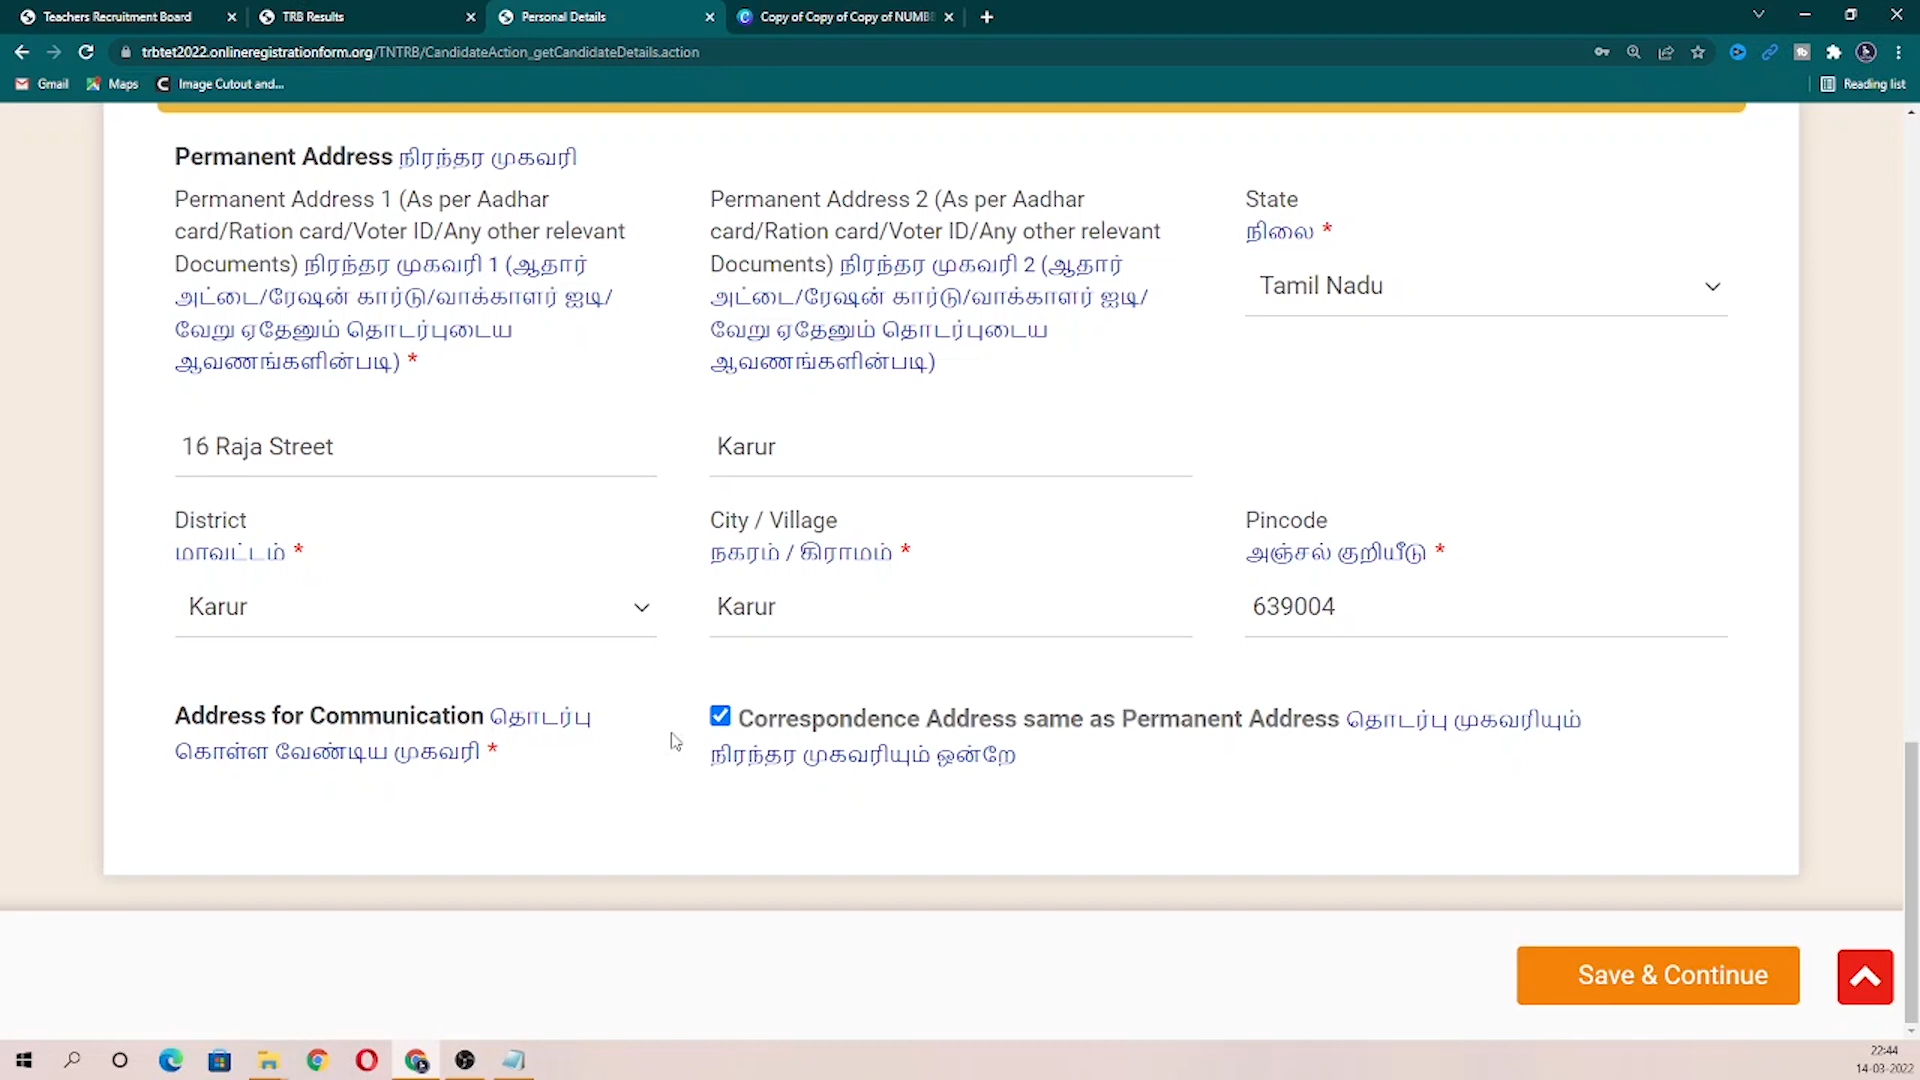 Teachers Recruitment Board
TRB Results
Personal Details
Copy of Copy of Copy of NUMB
trbtet2022.onlineregistrationform.org/TNTRB/CandidateAction_getCandidateDetails.action
Gmail
Maps
Image Cutout and...
Reading list
Permanent Address நிரந்தர முகவரி
Permanent Address 1 (As per Aadhar
card/Ration card/Voter ID/Any other relevant
Documents) நிரந்தர முகவரி 1 (ஆதார்
அட்டை/ரேஷன் கார்டு/வாக்காளர் ஐடி/
வேறு ஏதேனும் தொடர்புடைய
ஆவணங்களின்படி) *
Permanent Address 2 (As per Aadhar
card/Ration card/Voter ID/Any other relevant
Documents) நிரந்தர முகவரி 2 (ஆதார்
அட்டை/ரேஷன் கார்டு/வாக்காளர் ஐடி/
வேறு ஏதேனும் தொடர்புடைய
ஆவணங்களின்படி)
State
நிலை *
Tamil Nadu
16 Raja Street
Karur
District
மாவட்டம் *
City / Village
நகரம் / கிராமம் *
Pincode
அஞ்சல் குறியீடு *
Karur
Karur
639004
Address for Communication தொடர்பு
கொள்ள வேண்டிய முகவரி *
Correspondence Address same as Permanent Address தொடர்பு முகவரியும்
நிரந்தர முகவரியும் ஒன்றே
Save & Continue
22:44
14-03-2022